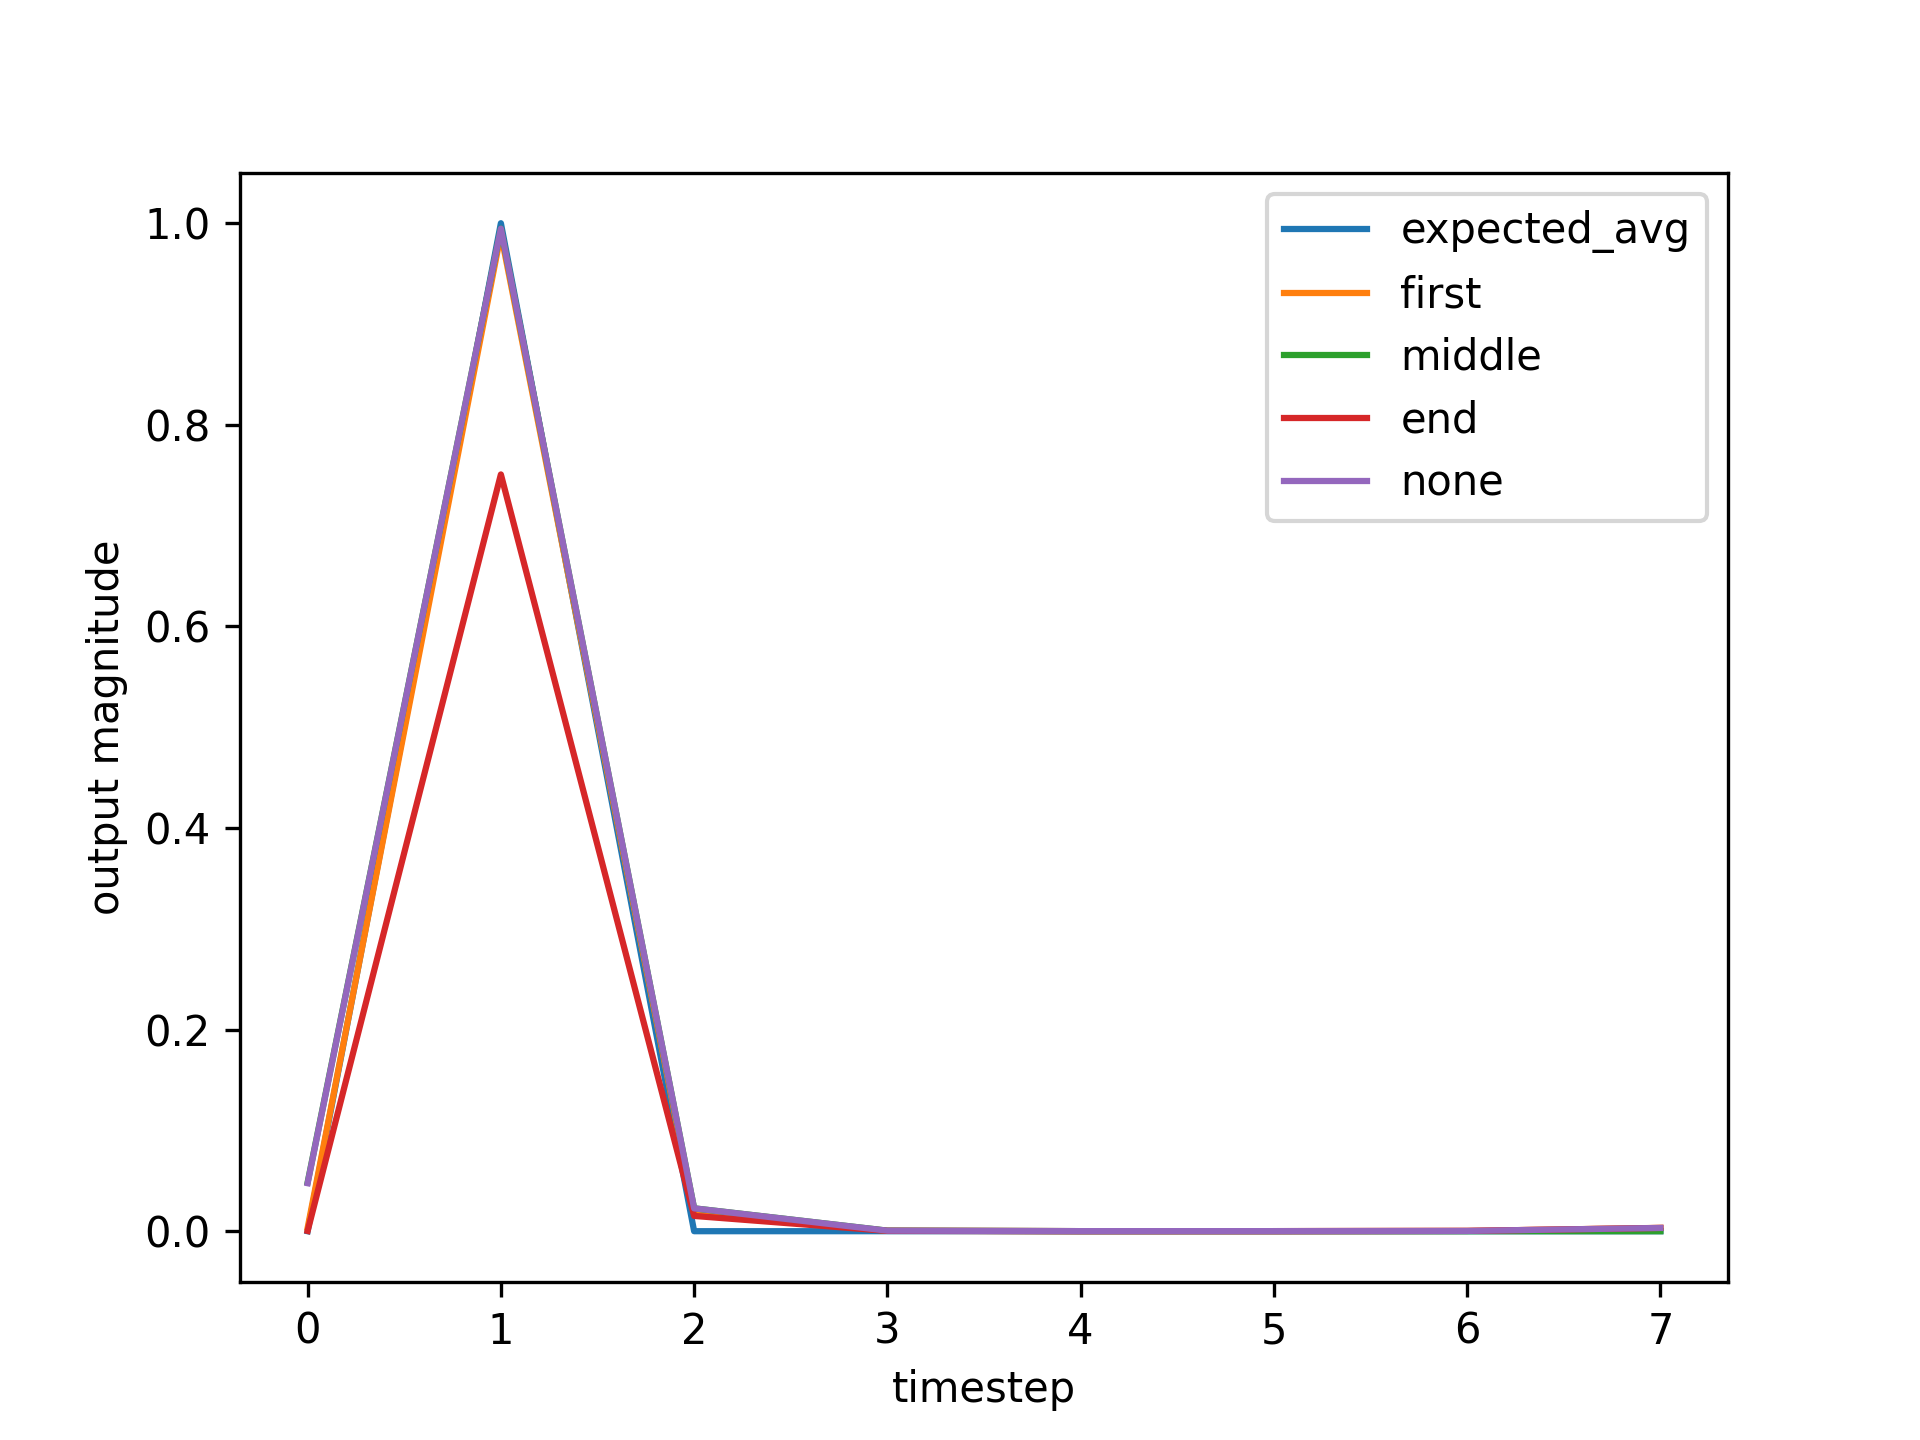 expected_avg
first
middle
end
none
output magnitude
1.0
0.8
0.6
0.4
0.2
0.0
0 1 2 3 4 5 6 7
timestep